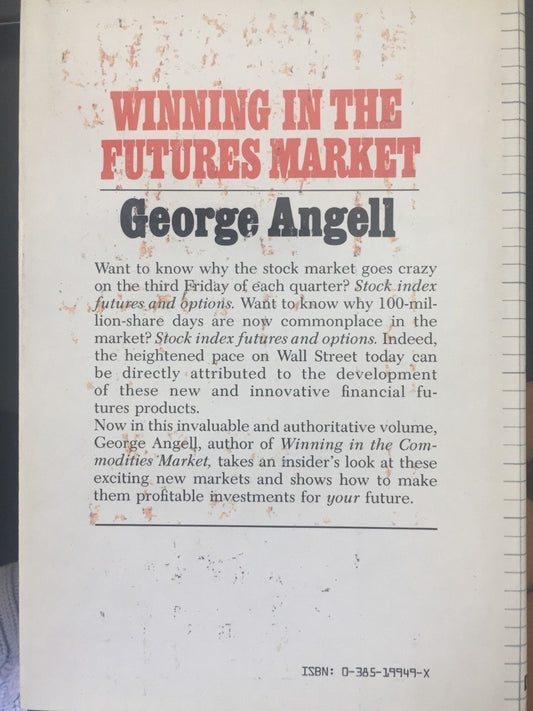 WINNING IN THE
FUTURES MARKET
George Angell
Want to know why the stock market goes crazy
on the third Friday of each quarter? Stock index
futures and options. Want to know why 100-mil-
lion-share days are now commonplace in the
market? Stock index futures and options. Indeed,
the heightened pace on Wall Street today can
be directly attributed to the development
of these new and innovative financial fu-
tures products.
Now in this invaluable and authoritative volume,
George Angell, author of Winning in the Com-
modities Market, takes an insider's look at these
exciting new markets and shows how to make
them profitable investments for your future.
ISBN: 0-385-19949-X